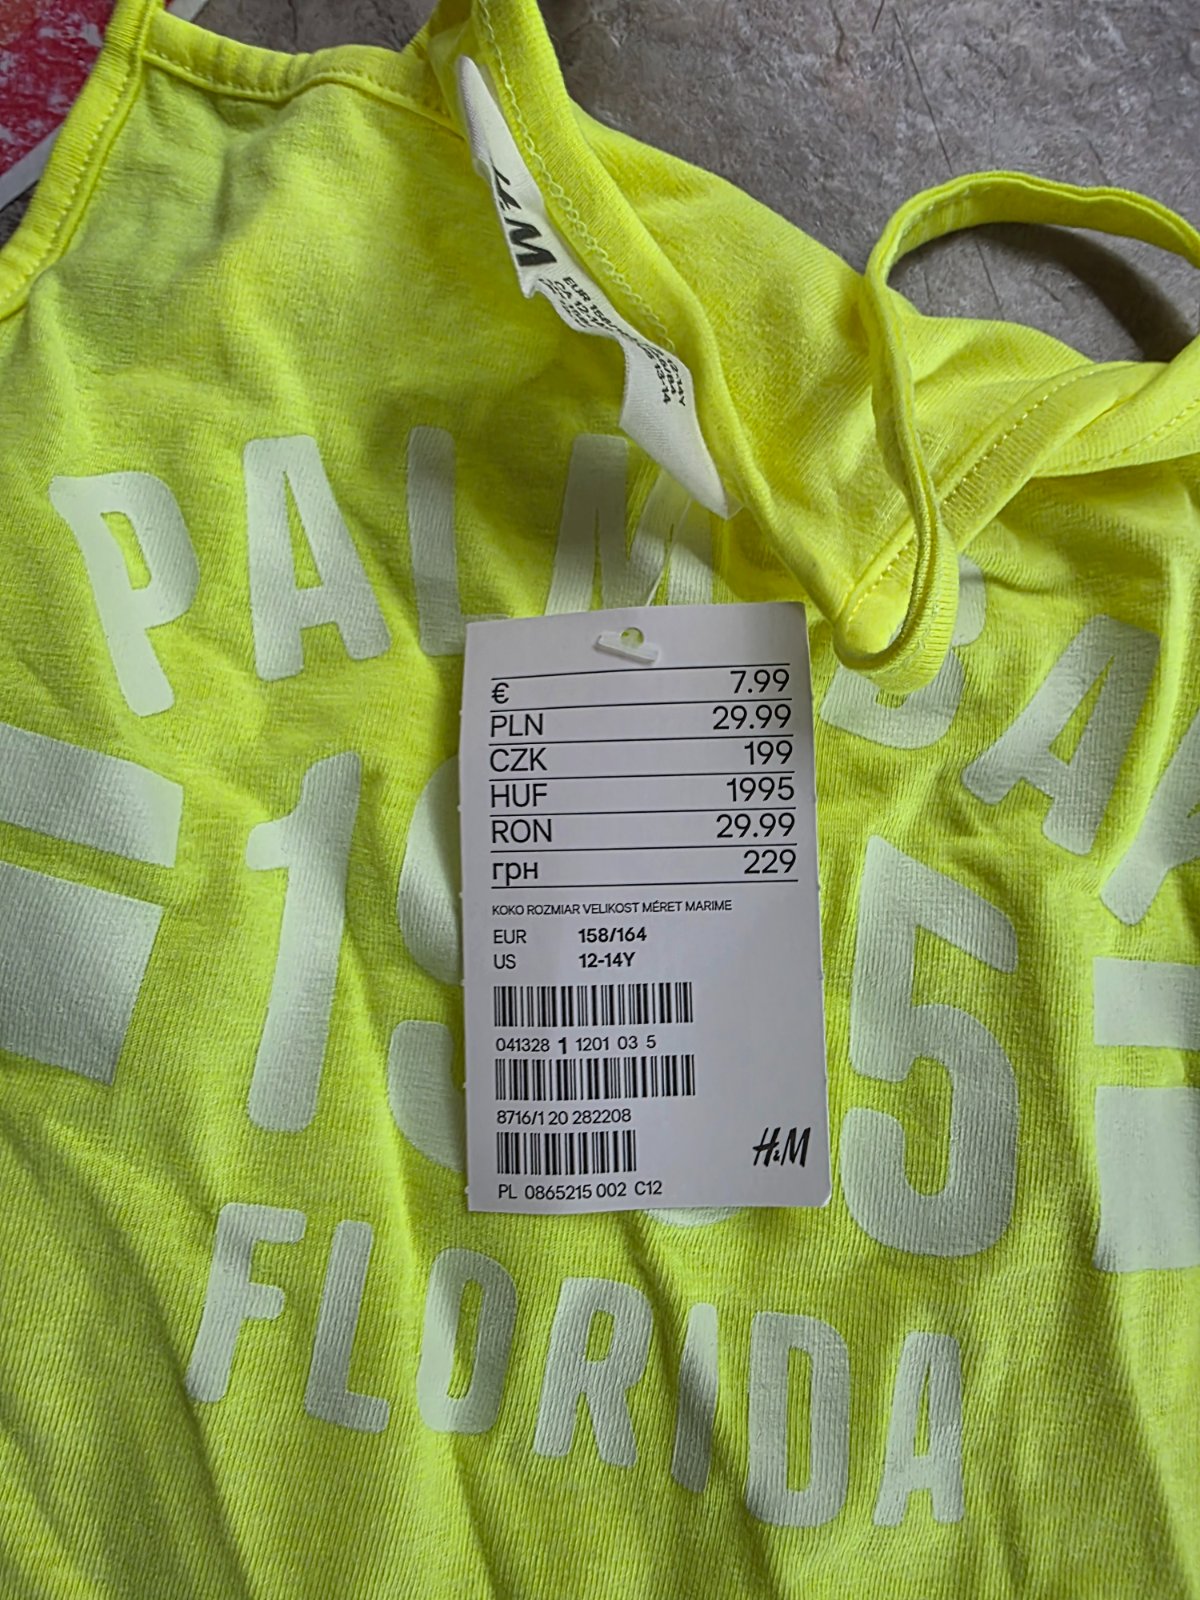 H&M
PALM BAY
19 5
FLORIDA
€ 7.99
PLN 29.99
CZK 199
HUF 1995
RON 29.99
грн 229
KOKO ROZMIAR VELIKOST MÉRET MARIME
EUR 158/164
US 12-14Y
041328 1 1201 03 5
8716/1 20 282208
PL 0865215 002 C12
H&M